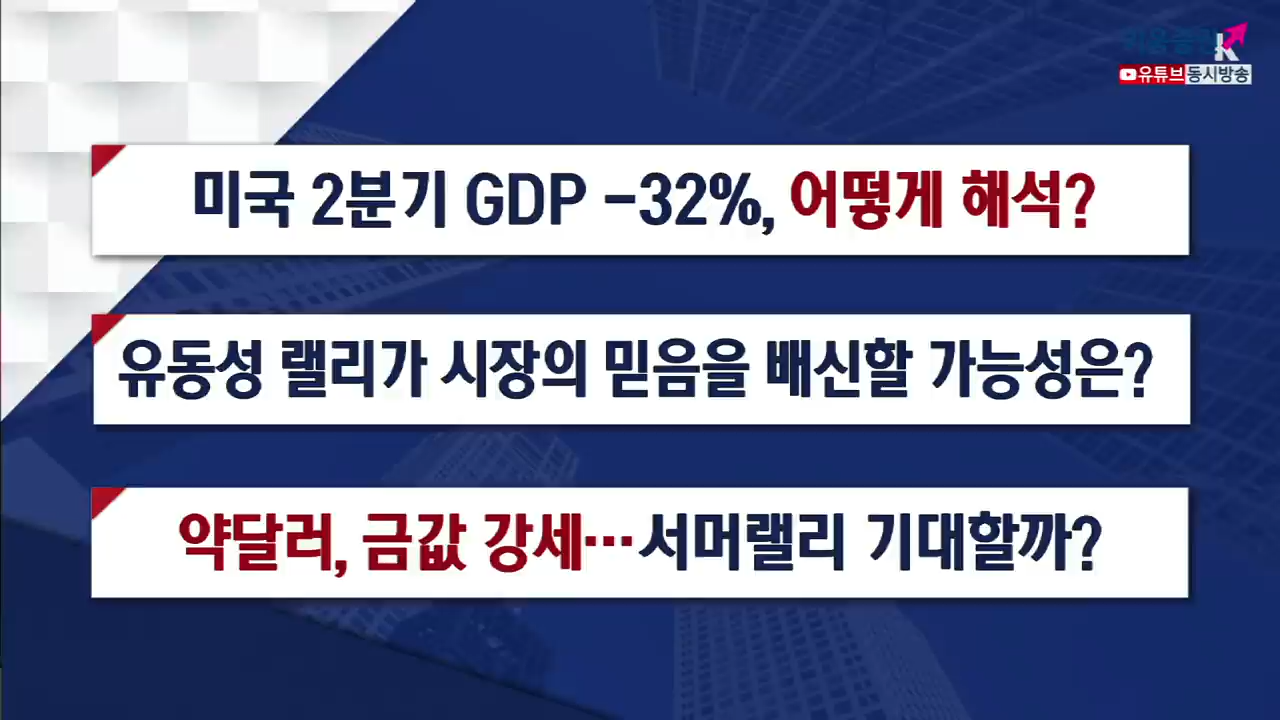 유튜브 동시방송
미국 2분기 GDP -32%, 어떻게 해석?
유동성 랠리가 시장의 믿음을 배신할 가능성은?
약달러, 금값 강세…서머랠리 기대할까?